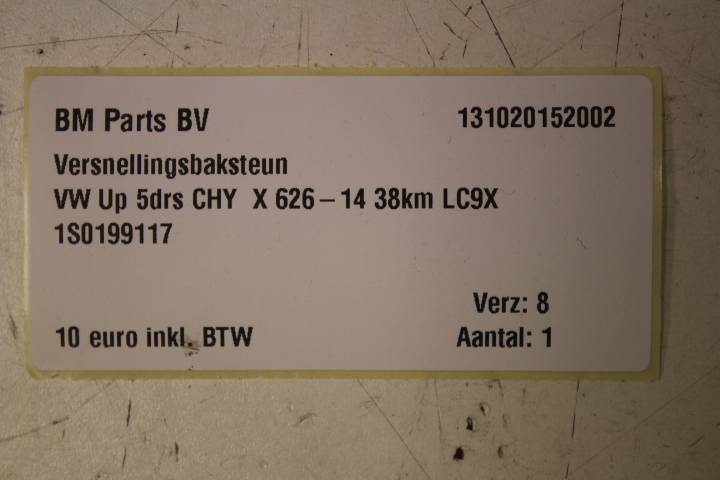 BM Parts BV 131020152002
Versnellingsbaksteun
VW Up 5drs CHY X 626 – 14 38km LC9X
1S0199117
Verz: 8
10 euro inkl. BTW Aantal: 1